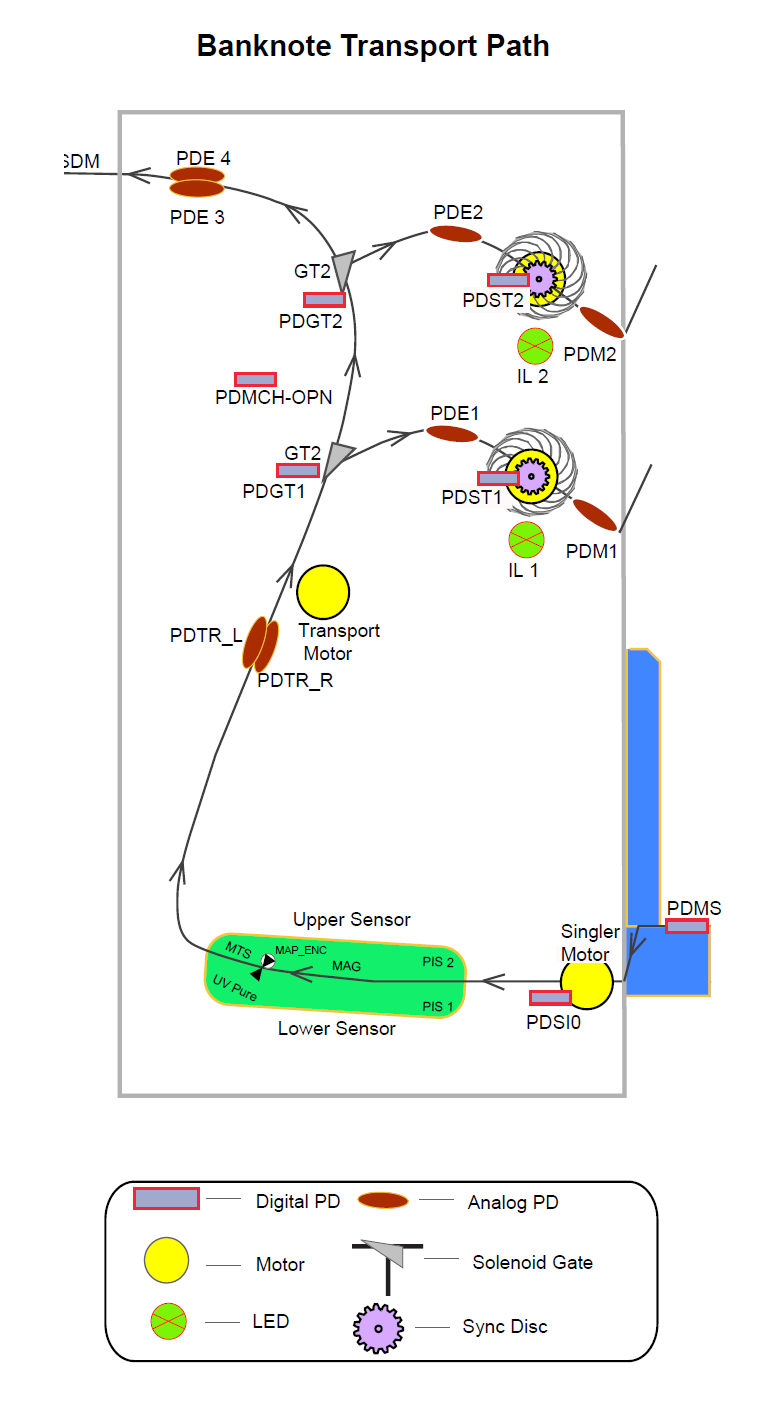 Banknote Transport Path
SDM
PDE 4
PDE 3
PDE2
GT2
PDGT2
PDST2
PDM2
IL 2
PDMCH-OPN
PDE1
GT2
PDGT1
PDST1
PDM1
IL 1
Transport
Motor
PDTR_L
PDTR_R
PDMS
Upper Sensor
Singler
Motor
MTS
MAP_ENC
MAG
PIS 2
UV Pure
PIS 1
PDSI0
Lower Sensor
Digital PD
Analog PD
Motor
Solenoid Gate
LED
Sync Disc